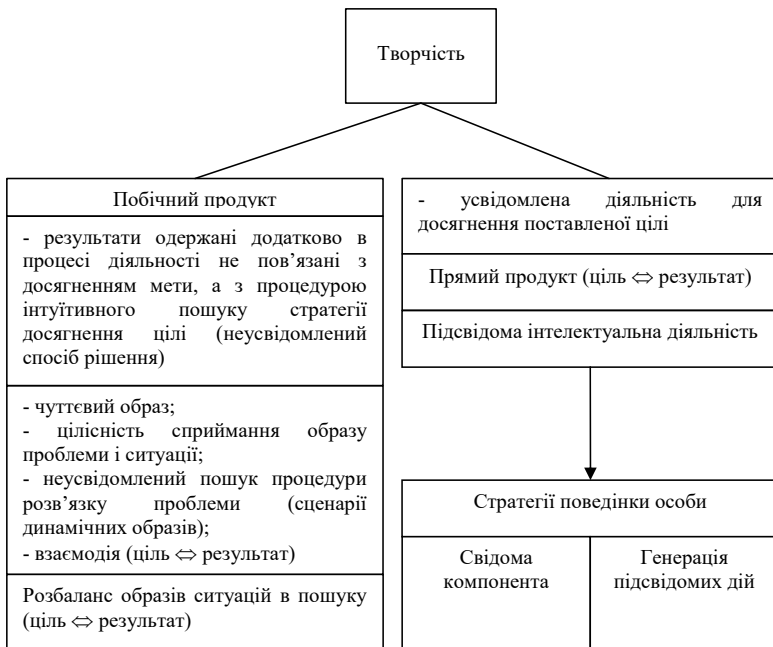 Творчість
Побічний продукт
- результати одержані додатково в
процесі діяльності не пов’язані з
досягненням мети, а з процедурою
інтуїтивного пошуку стратегії
досягнення цілі (неусвідомлений
спосіб рішення)
- чуттєвий образ;
- цілісність сприймання образу
проблеми і ситуації;
- неусвідомлений пошук процедури
розв’язку проблеми (сценарії
динамічних образів);
- взаємодія (ціль ⇔ результат)
Розбаланс образів ситуацій в пошуку
(ціль ⇔ результат)
- усвідомлена діяльність для
досягнення поставленої цілі
Прямий продукт (ціль ⇔ результат)
Підсвідома інтелектуальна діяльність
Стратегії поведінки особи
Свідома
компонента
Генерація
підсвідомих дій